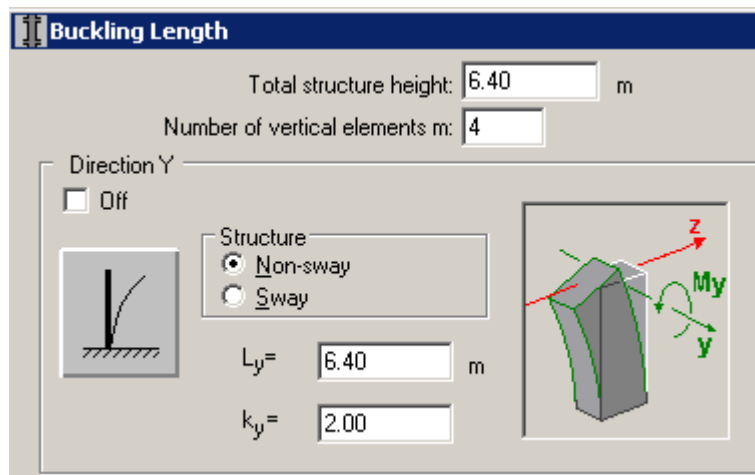 Buckling Length
Total structure height: 6.40 m
Number of vertical elements m: 4
Direction Y
Off
Structure
Non-sway
Sway
Ly= 6.40 m
ky= 2.00
z
My
y